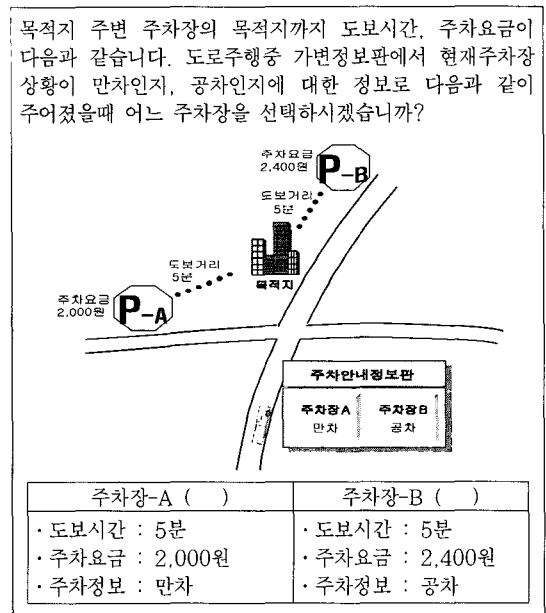 목적지 주변 주차장의 목적지까지 도보시간, 주차요금이
다음과 같습니다. 도로주행중 가변정보판에서 현재주차장
상황이 만차인지, 공차인지에 대한 정보로 다음과 같이
주어졌을때 어느 주차장을 선택하시겠습니까?
주차요금
2,400원
P-B
도보거리
5분
도보거리
5분
목적지
주차요금
2,000원
P-A
주차안내정보판
주차장A 주차장B
만차 공차
주차장-A ( ) 주차장-B ( )
· 도보시간 : 5분 · 도보시간 : 5분
· 주차요금 : 2,000원 · 주차요금 : 2,400원
· 주차정보 : 만차 · 주차정보 : 공차